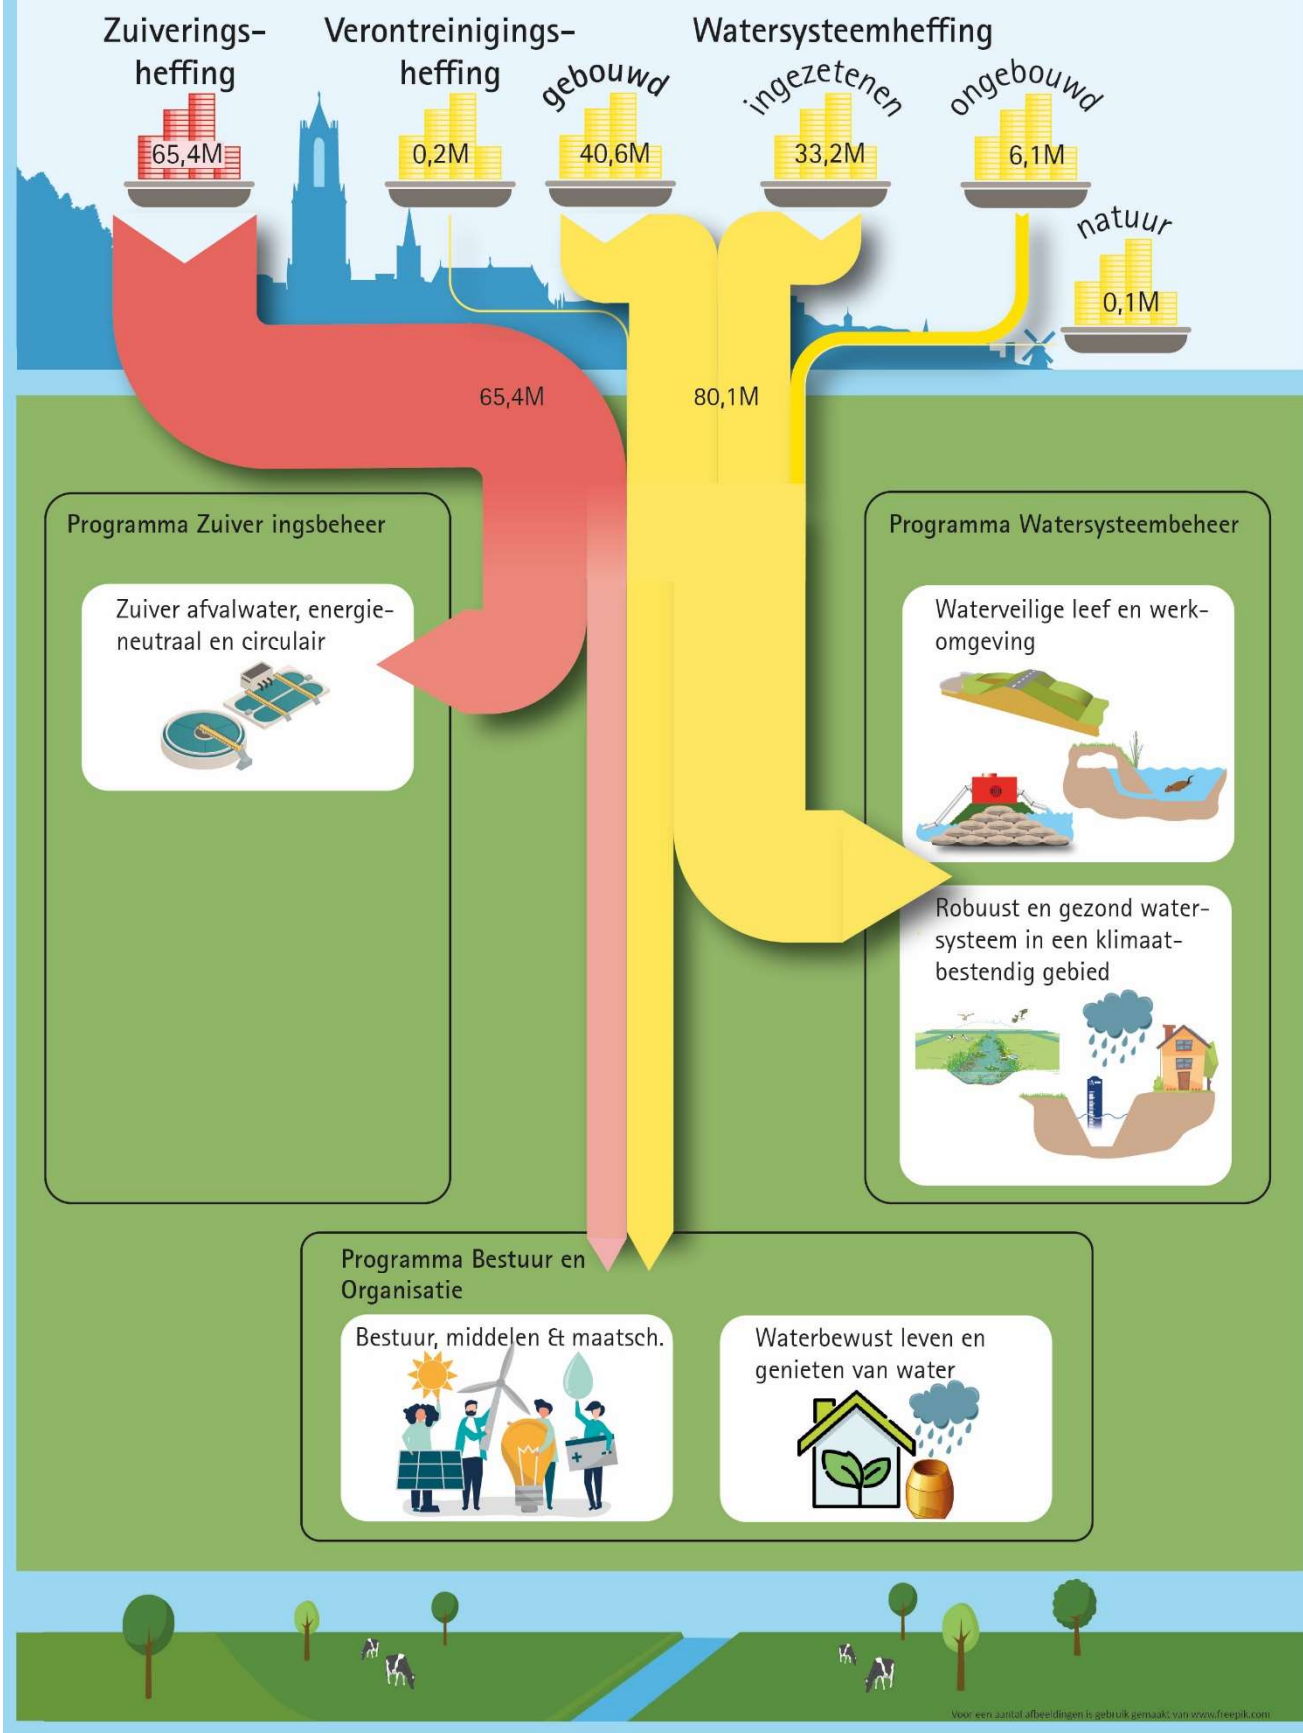 Zuiverings-
heffing
65,4M
Verontreinigings-
heffing
0,2M
Watersysteemheffing
gebouwd
40,6M
ingezetenen
33,2M
ongebouwd
6,1M
natuur
0,1M
65,4M
80,1M
Programma Zuiver ingsbeheer
Zuiver afvalwater, energie-
neutraal en circulair
Programma Watersysteembeheer
Waterveilige leef en werk-
omgeving
Robuust en gezond water-
systeem in een klimaat-
bestendig gebied
Programma Bestuur en
Organisatie
Bestuur, middelen & maatsch.
Waterbewust leven en
genieten van water
Voor een aantal afbeeldingen is gebruik gemaakt van www.freepik.com